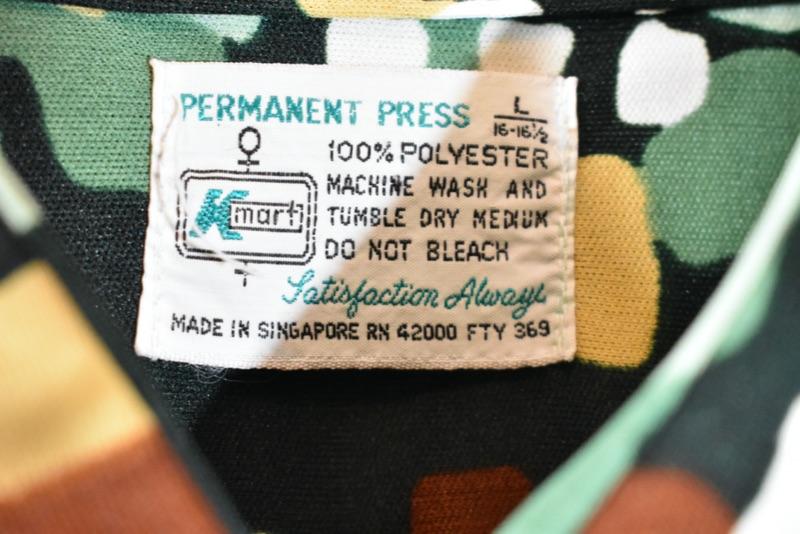 PERMANENT PRESS L
16-16½
100% POLYESTER
MACHINE WASH AND
Kmart
TUMBLE DRY MEDIUM
DO NOT BLEACH
Satisfaction Always
MADE IN SINGAPORE RN 42000 FTY 369